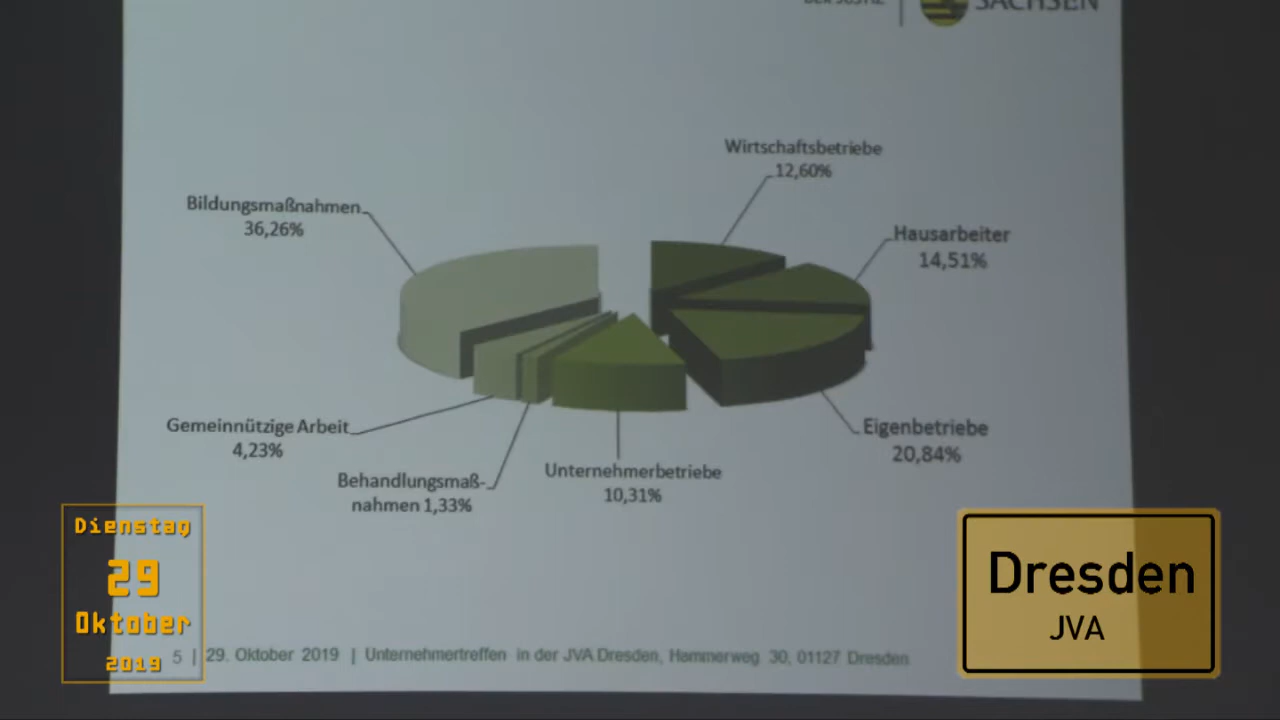 SACHSEN
Wirtschaftsbetriebe
12,60%
Bildungsmaßnahmen
36,26%
Hausarbeiter
14,51%
Gemeinnützige Arbeit
4,23%
Behandlungsmaß-
nahmen 1,33%
Unternehmerbetriebe
10,31%
Eigenbetriebe
20,84%
Dienstag
29
Oktober
2019
Dresden
JVA
5 | 29. Oktober 2019 | Unternehmertreffen in der JVA Dresden, Hammerweg 30, 01127 Dresden